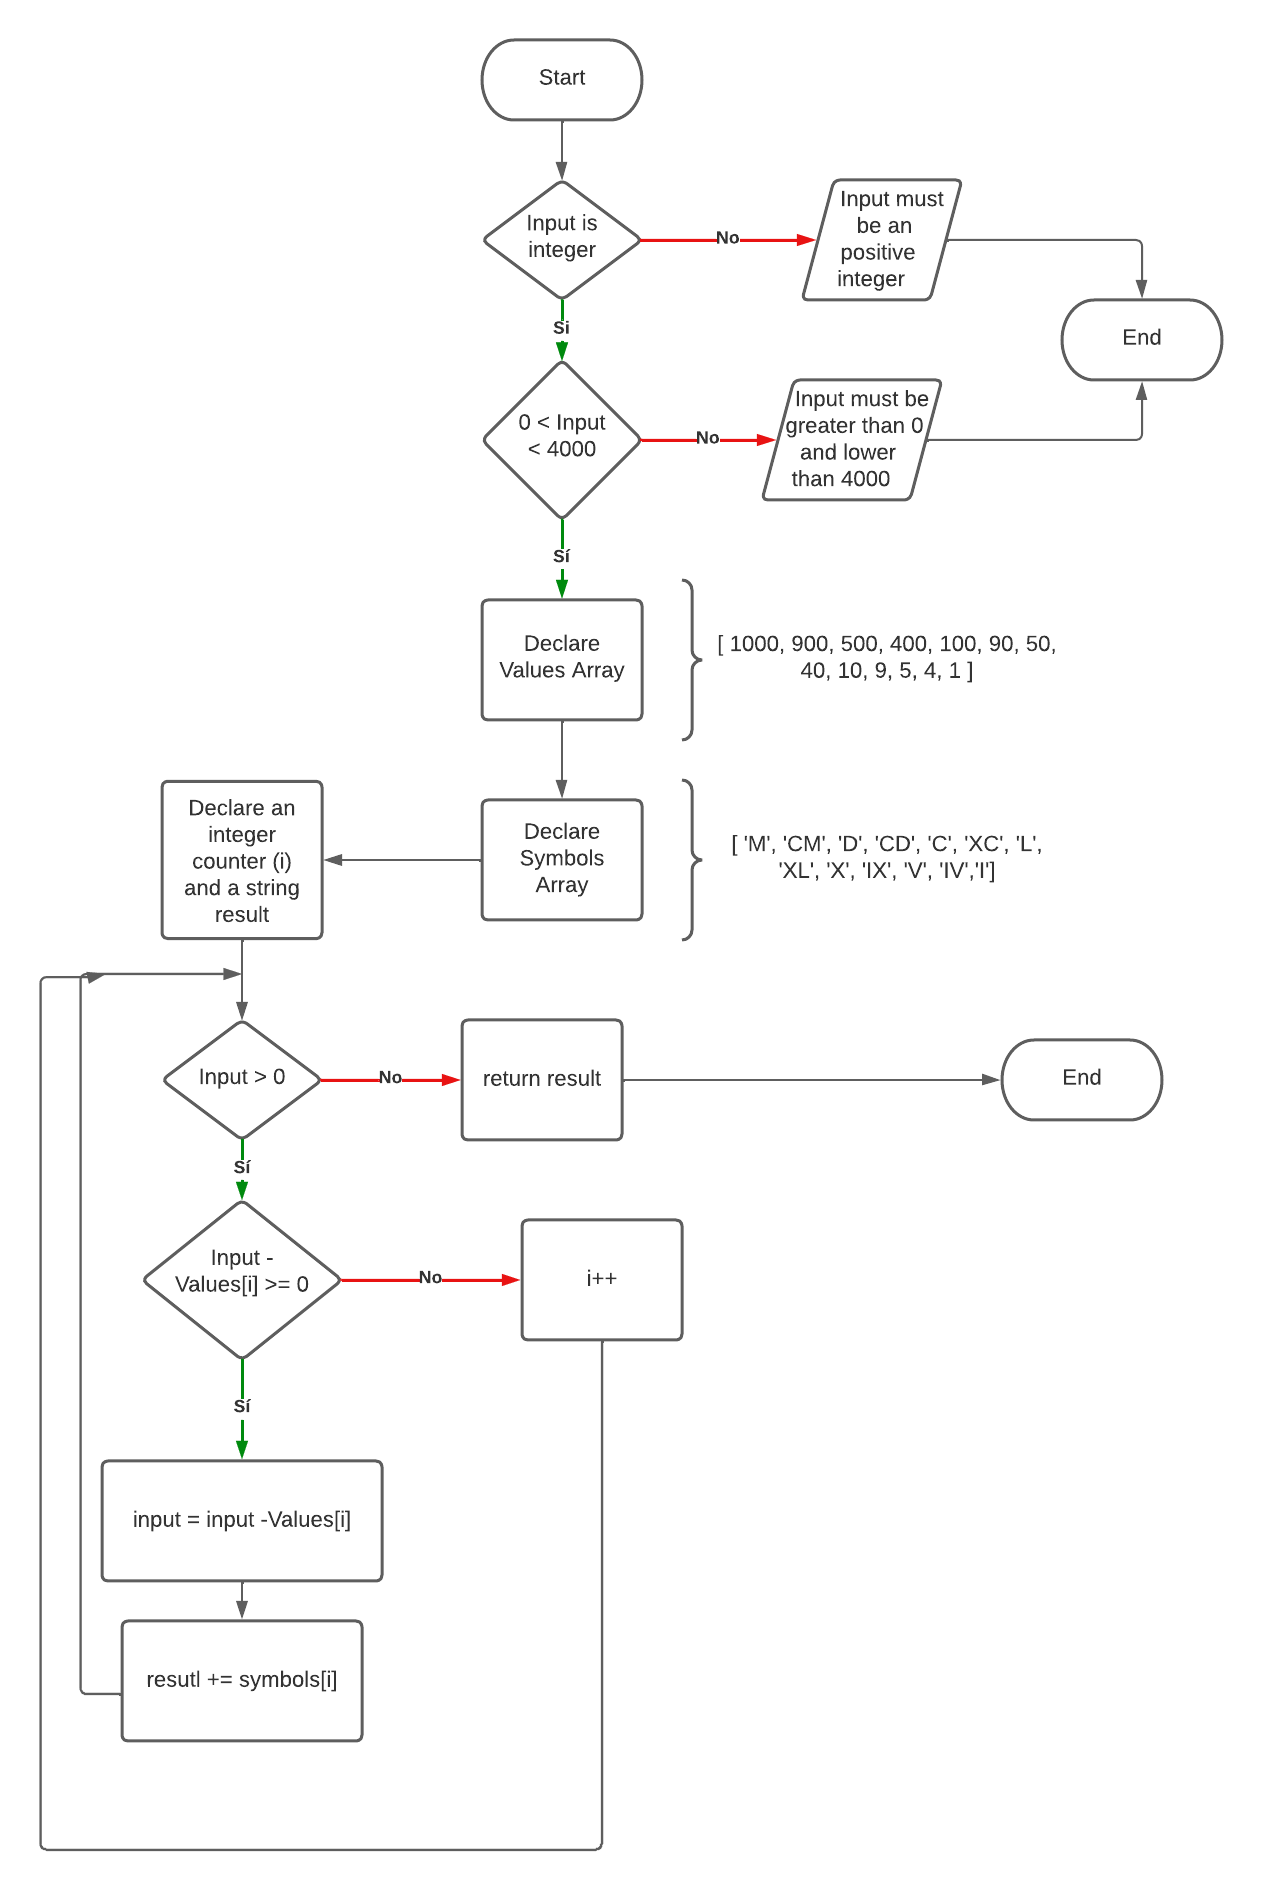 Start
Input is
integer
No
Input must
be an
positive
integer
End
Si
0 < Input
< 4000
No
Input must be
greater than 0
and lower
than 4000
Sí
Declare
Values Array
[ 1000, 900, 500, 400, 100, 90, 50,
40, 10, 9, 5, 4, 1 ]
Declare
Symbols
Array
[ 'M', 'CM', 'D', 'CD', 'C', 'XC', 'L',
'XL', 'X', 'IX', 'V', 'IV','I']
Declare an
integer
counter (i)
and a string
result
Input > 0
No
return result
End
Sí
Input -
Values[i] >= 0
No
i++
Sí
input = input -Values[i]
resutl += symbols[i]